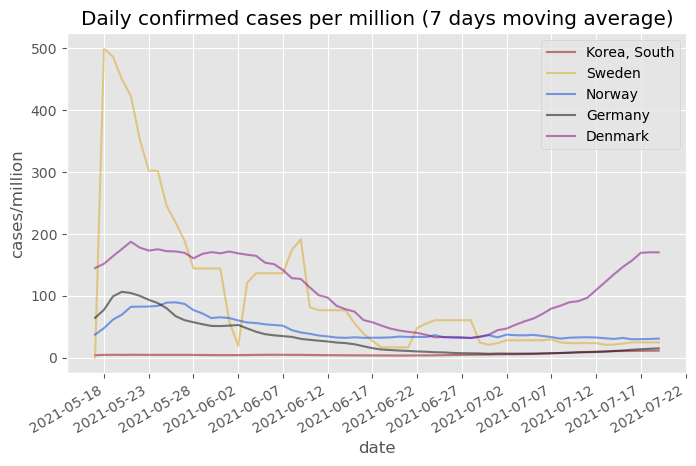 Daily confirmed cases per million (7 days moving average)
500
400
300
200
100
0
cases/million
Korea, South
Sweden
Norway
Germany
Denmark
2021-05-18
2021-05-23
2021-05-28
2021-06-02
2021-06-07
2021-06-12
2021-06-17
2021-06-22
2021-06-27
2021-07-02
2021-07-07
2021-07-12
2021-07-17
2021-07-22
date